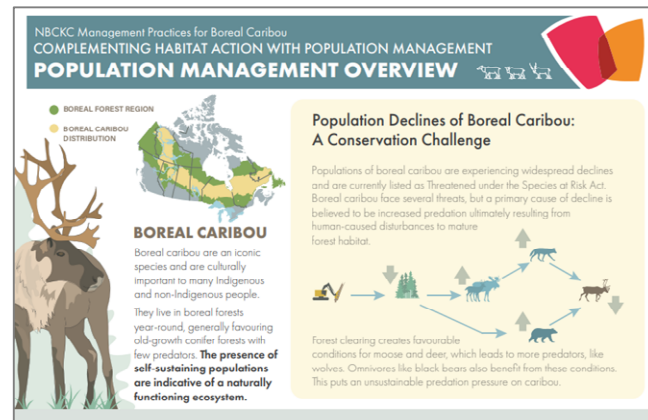 NBCKC Management Practices for Boreal Caribou
COMPLEMENTING HABITAT ACTION WITH POPULATION MANAGEMENT
POPULATION MANAGEMENT OVERVIEW
BOREAL FOREST REGION
BOREAL CARIBOU
DISTRIBUTION
BOREAL CARIBOU
Boreal caribou are an iconic
species and are culturally
important to many Indigenous
and non-Indigenous people.
They live in boreal forests
year-round, generally favouring
old-growth conifer forests with
few predators. The presence of
self-sustaining populations
are indicative of a naturally
functioning ecosystem.
Population Declines of Boreal Caribou:
A Conservation Challenge
Populations of boreal caribou are experiencing widespread declines
and are currently listed as Threatened under the Species at Risk Act.
Boreal caribou face several threats, but a primary cause of decline is
believed to be increased predation ultimately resulting from
human-caused disturbances to mature
forest habitat.
Forest clearing creates favourable
conditions for moose and deer, which leads to more predators, like
wolves. Omnivores like black bears also benefit from these conditions.
This puts an unsustainable predation pressure on caribou.